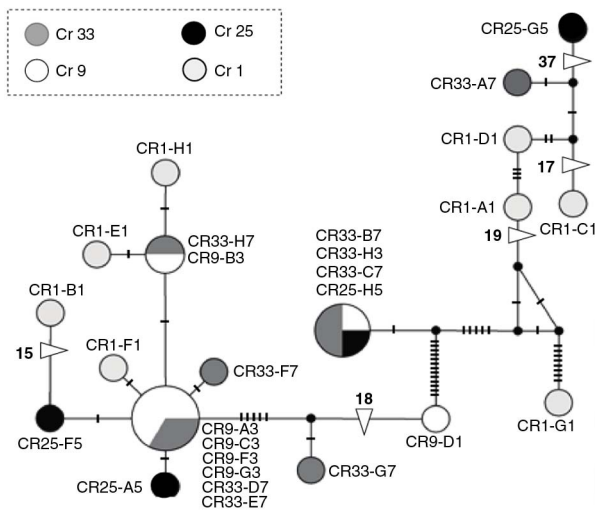 Cr 33
Cr 25
Cr 9
Cr 1
CR25-G5
37
CR33-A7
CR1-D1
17
CR1-H1
CR1-A1
19
CR1-C1
CR1-E1
CR33-H7
CR9-B3
CR33-B7
CR33-H3
CR33-C7
CR25-H5
CR1-B1
15
CR1-F1
CR33-F7
18
CR25-F5
CR9-A3
CR9-C3
CR9-F3
CR9-G3
CR33-D7
CR33-E7
CR9-D1
CR1-G1
CR33-G7
CR25-A5